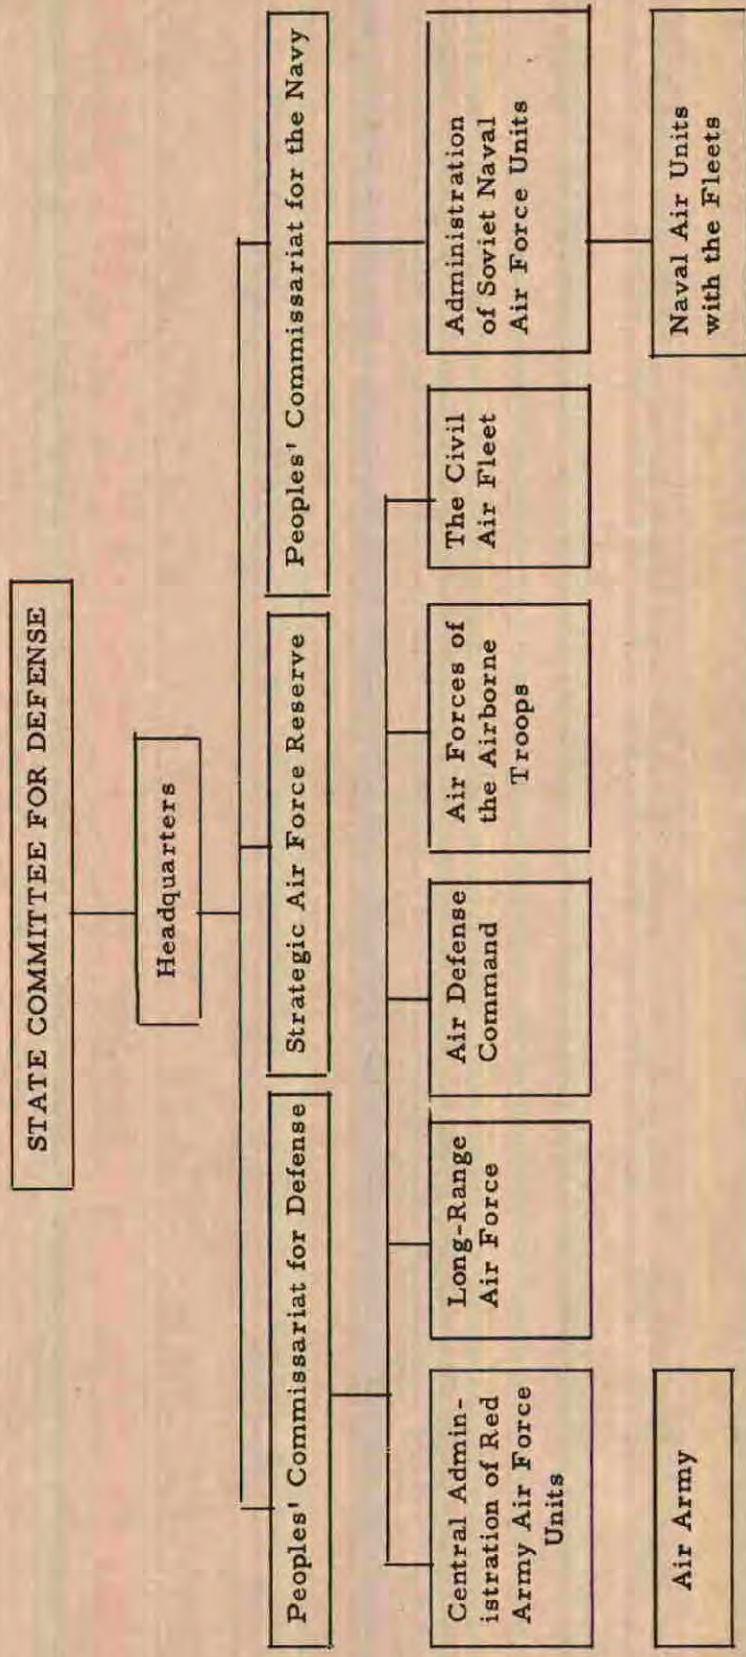 STATE COMMITTEE FOR DEFENSE
Headquarters
Peoples' Commissariat for Defense
Strategic Air Force Reserve
Peoples' Commissariat for the Navy
Central Admin-
istration of Red
Army Air Force
Units
Long-Range
Air Force
Air Defense
Command
Air Forces of
the Airborne
Troops
The Civil
Air Fleet
Administration
of Soviet Naval
Air Force Units
Air Army
Naval Air Units
with the Fleets